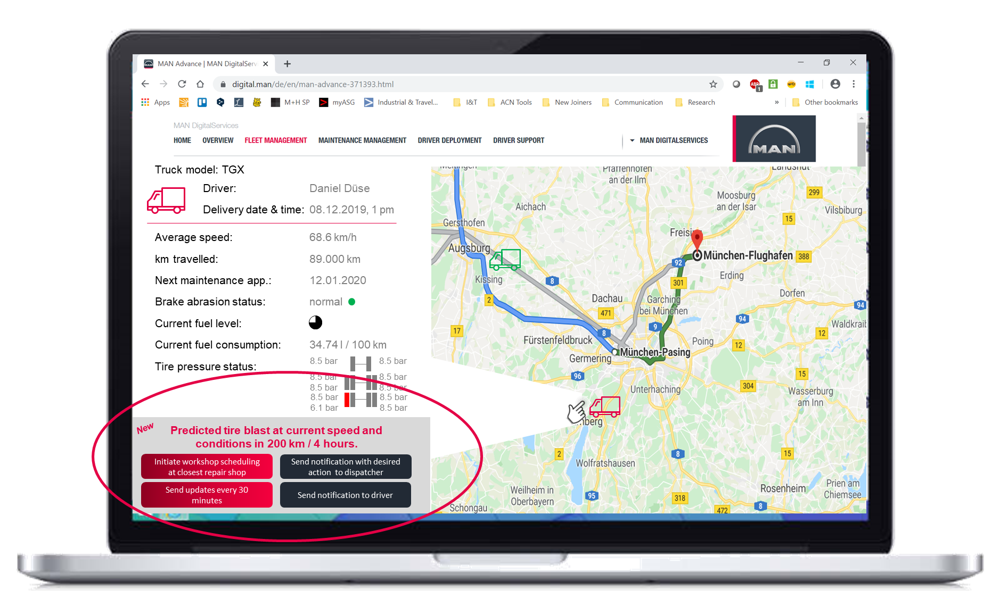 MAN Advance | MAN DigitalServ
digital.man/de/en/man-advance-371393.html
ABP
1
Apps
M+H SP
myASG
Industrial & Travel...
I&T
ACN Tools
New Joiners
Communication
Research
»
Other bookmarks
MAN DigitalServices
HOME
OVERVIEW
FLEET MANAGEMENT
MAINTENANCE MANAGEMENT
DRIVER DEPLOYMENT
DRIVER SUPPORT
MAN DIGITALSERVICES
MAN
Truck model: TGX
Driver: Daniel Düse
Delivery date & time: 08.12.2019, 1 pm
Average speed: 68.6 km/h
km travelled: 89.000 km
Next maintenance app.: 12.01.2020
Brake abrasion status: normal
Current fuel level:
Current fuel consumption: 34.74 l / 100 km
Tire pressure status:
8.5 bar 8.5 bar
8.5 bar 8.5 bar
8.5 bar 8.5 bar
8.5 bar 8.5 bar
6.1 bar 8.5 bar
New
Predicted tire blast at current speed and
conditions in 200 km / 4 hours.
Initiate workshop scheduling
at closest repair shop
Send notification with desired
action to dispatcher
Send updates every 30
minutes
Send notification to driver
Meitingen
Pfaffenhofen
an der Ilm
Landshut
Moosburg
an der Isar
299
Aichach
Vilsbiburg
15
Gersthofen
Freisi
Augsburg
München-Flughafen
388
92
Kissing
8
301
Erding
Dorfen
2
Dachau
Garching
bei München
94
471
94
Waldkraib
9
17
8
12
Fürstenfeldbruck
Poing
12
München-Pasing
Germering
96
15
304
Unterhaching
Wasserburg
am Inn
mberg
2
8
15
Wolfratshausen
Weilheim in
Oberbayern
95
318
Rosenheim
Prien am
Chiemsee
8
Schongau
472